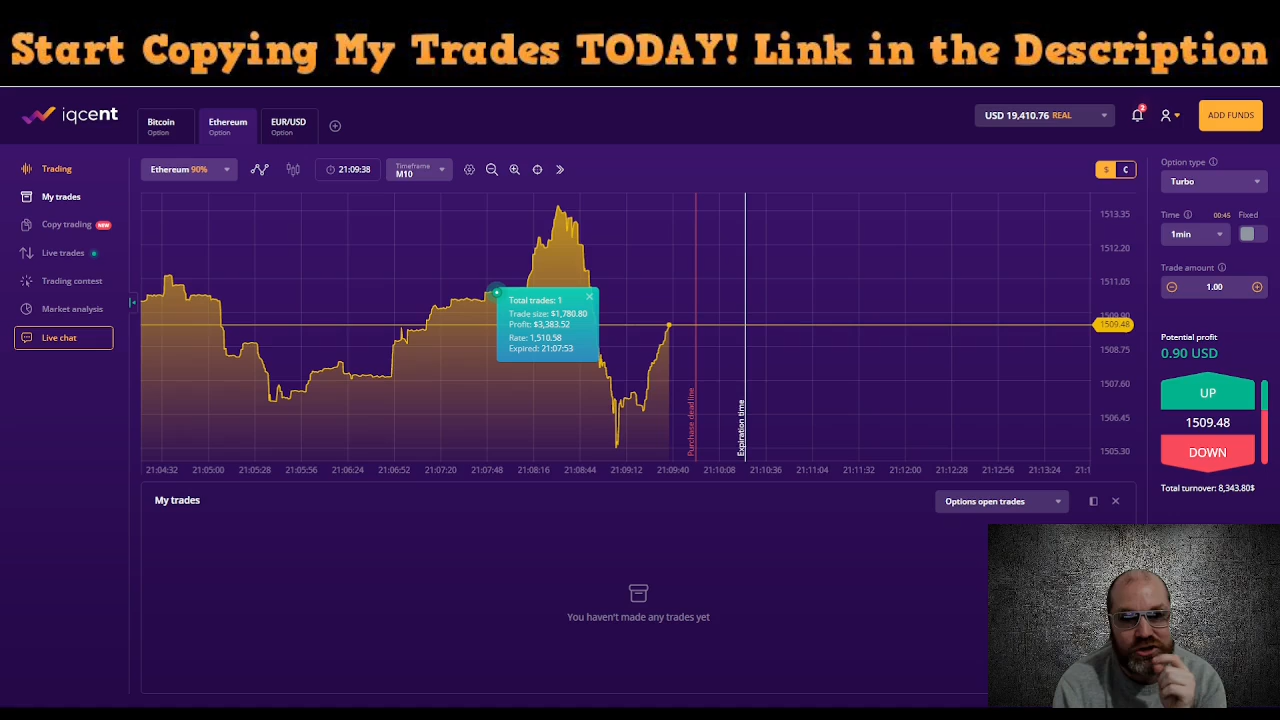 Start Copying My Trades TODAY! Link in the Description
iqcent
Bitcoin
Option
Ethereum
Option
EUR/USD
Option
USD 19,410.76 REAL
2
ADD FUNDS
Trading
My trades
Copy trading NEW
Live trades
Trading contest
Market analysis
Live chat
Ethereum 90%
21:09:38
Timeframe
M10
$ ₵
1513.35
1512.20
1511.05
1509.90
1509.48
1508.75
1507.60
1506.45
1505.30
Total trades: 1
Trade size: $1,780.80
Profit: $3,383.52
Rate: 1,510.58
Expired: 21:07:53
Purchase dead line
Expiration time
21:04:32 21:05:00 21:05:28 21:05:56 21:06:24 21:06:52 21:07:20 21:07:48 21:08:16 21:08:44 21:09:12 21:09:40 21:10:08 21:10:36 21:11:04 21:11:32 21:12:00 21:12:28 21:12:56 21:13:24 21:1
Option type
Turbo
Time 00:45 Fixed
1min
Trade amount
1.00
Potential profit
0.90 USD
UP
1509.48
DOWN
Total turnover: 8,343.80$
My trades
Options open trades
You haven't made any trades yet